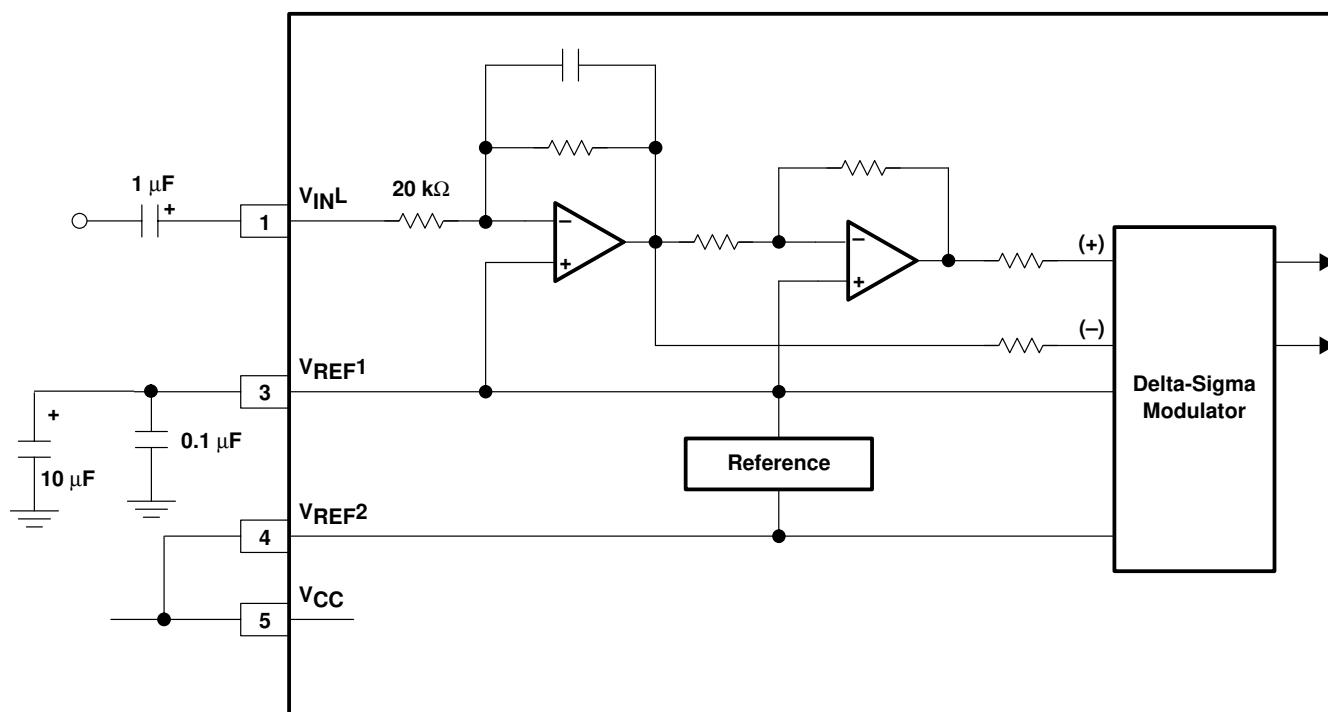 1 μF
+
1
VINL
20 kΩ
−
+
−
+
(+)
(–)
Delta-Sigma
Modulator
3
VREF1
+
10 μF
0.1 μF
Reference
4
VREF2
5
VCC